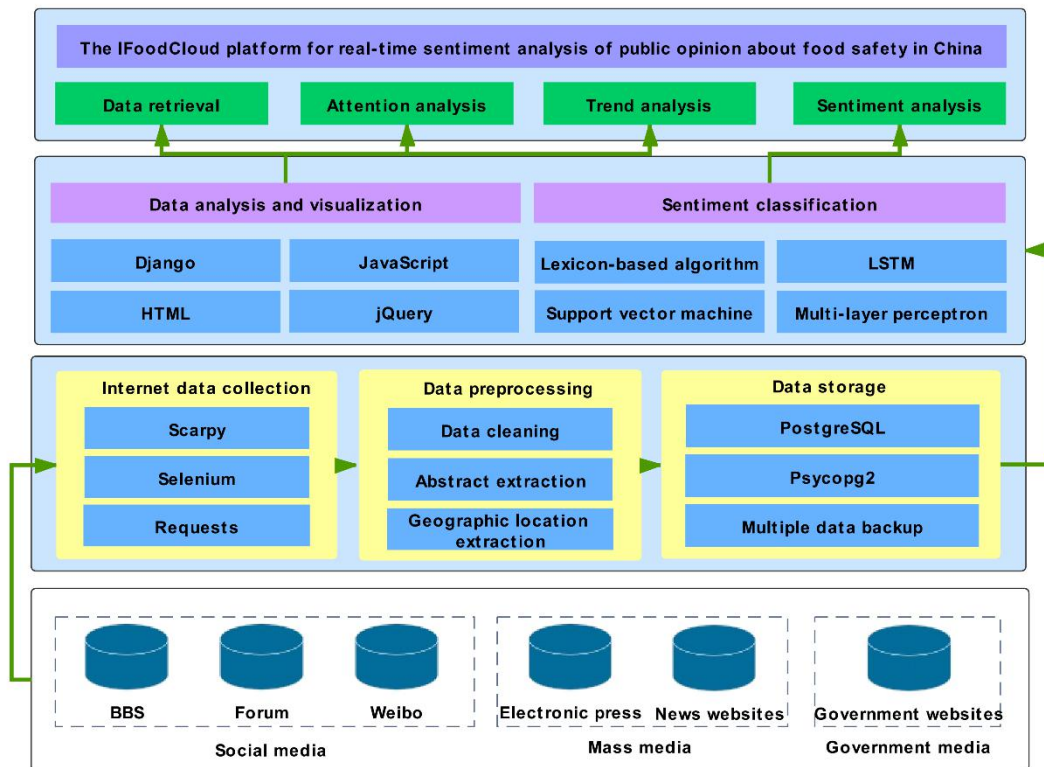 The IFoodCloud platform for real-time sentiment analysis of public opinion about food safety in China
Data retrieval
Attention analysis
Trend analysis
Sentiment analysis
Data analysis and visualization
Sentiment classification
Django
JavaScript
Lexicon-based algorithm
LSTM
HTML
jQuery
Support vector machine
Multi-layer perceptron
Internet data collection
Scarpy
Selenium
Requests
Data preprocessing
Data cleaning
Abstract extraction
Geographic location
extraction
Data storage
PostgreSQL
Psycopg2
Multiple data backup
BBS
Forum
Weibo
Social media
Electronic press
News websites
Mass media
Government websites
Government media